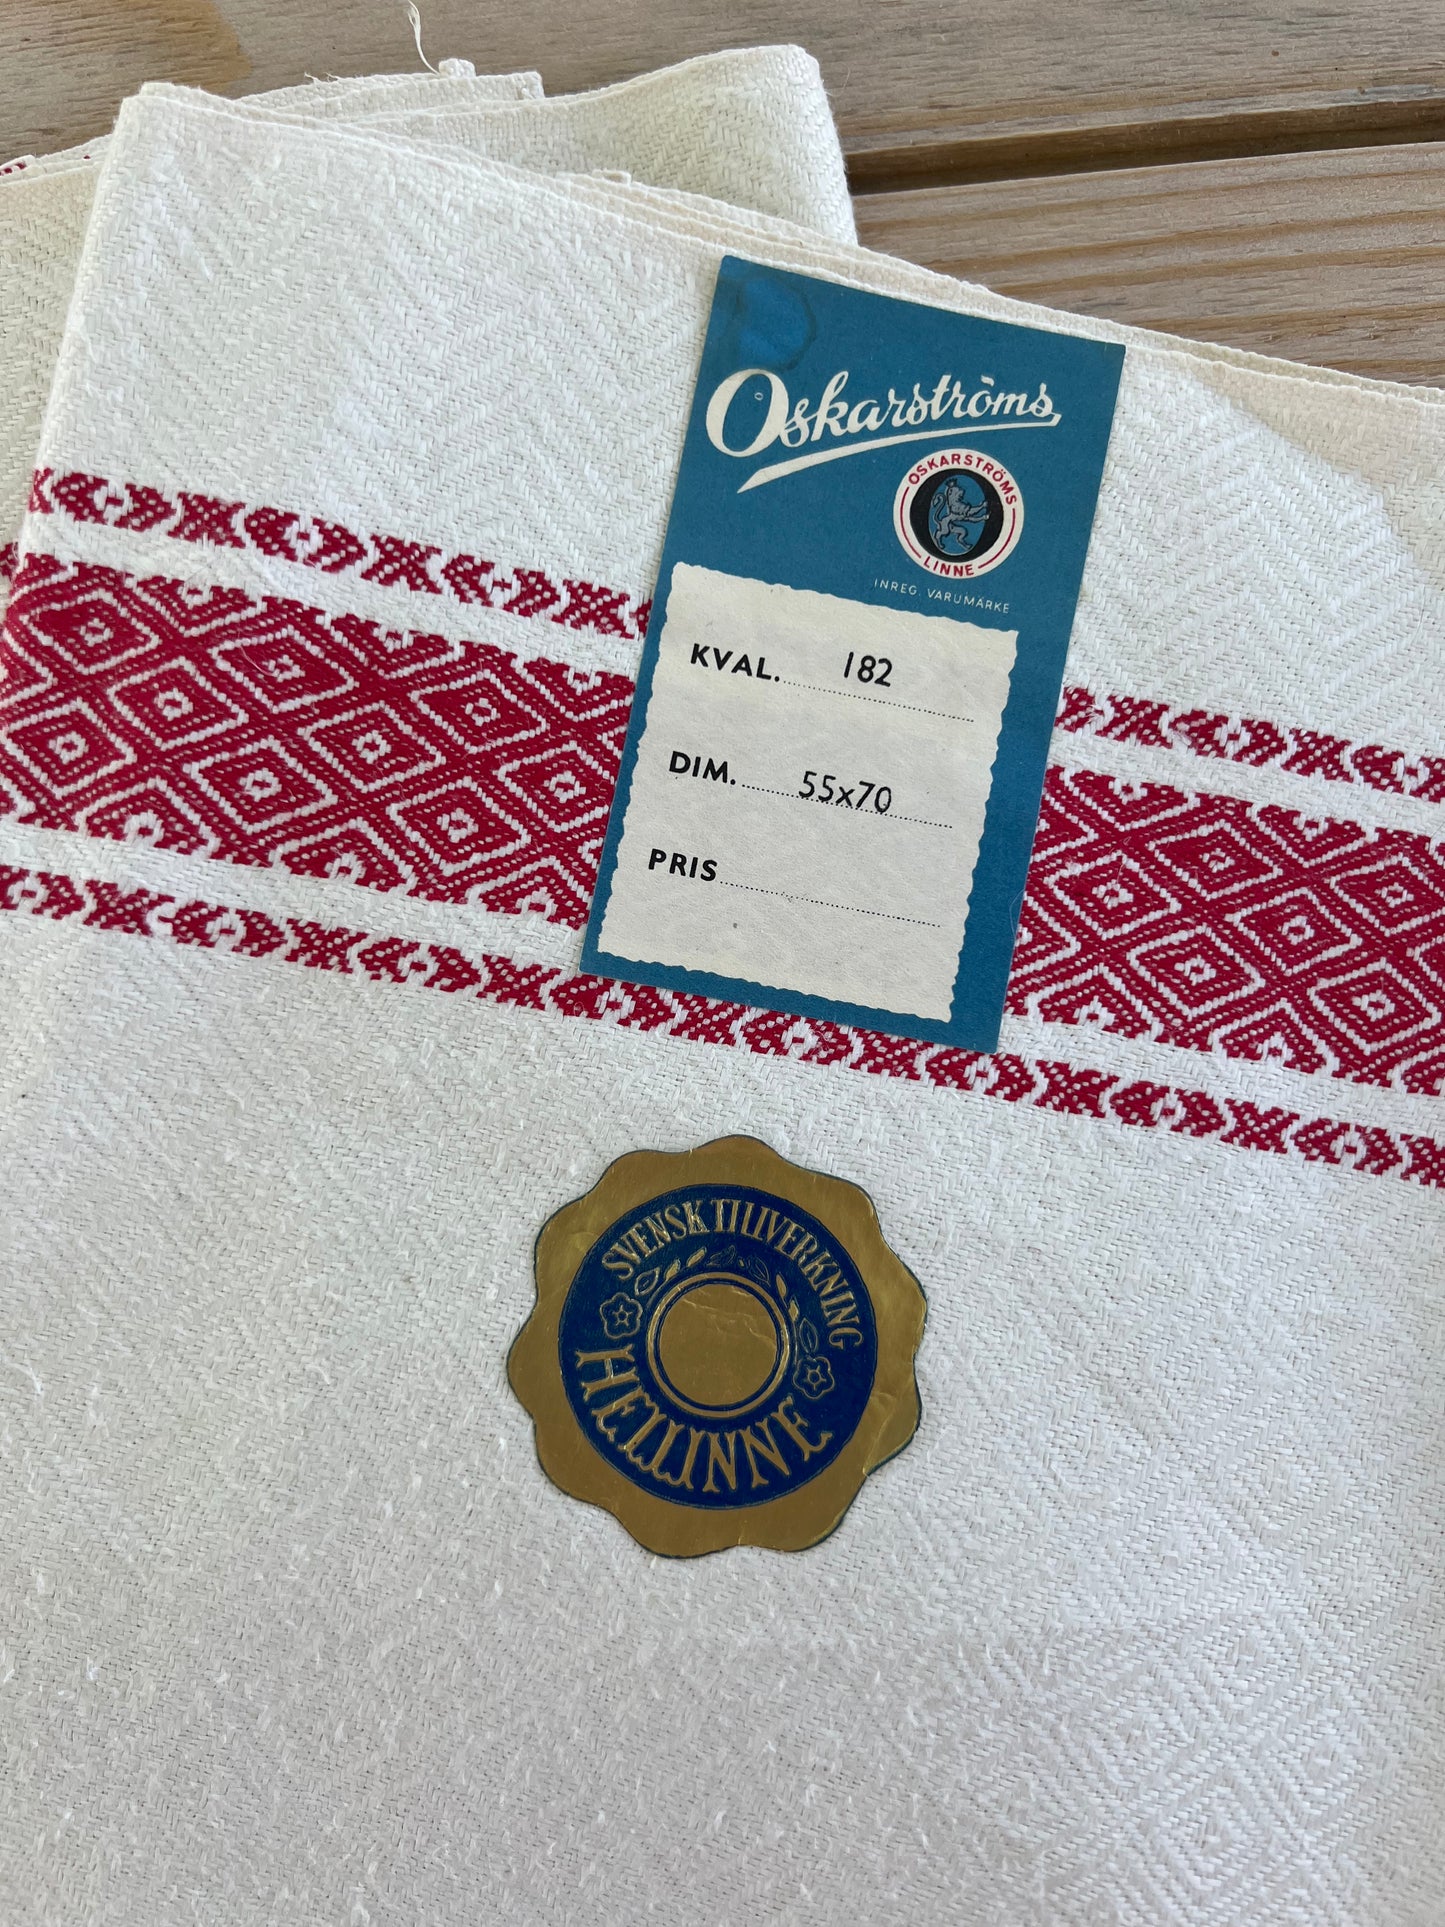 Oskarströms
OSKARSTRÖMS
LINNE
INREG. VARUMÄRKE
KVAL. 182
DIM. 55x70
PRIS
SVENSK TILLVERKNING
HELLINNE